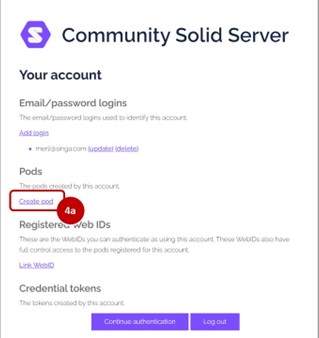 Community Solid Server
Your account
Email/password logins
The email/password logins used to identify this account.
Add login
• merl@singa.com (update) (delete)
Pods
The pods created by this account.
Create pod
4a
Registered Web IDs
These are the WebIDs you can authenticate as using this account. These WebIDs also have
full control access to the pods registered for this account.
Link WebID
Credential tokens
The tokens created by this account.
Continue authentication
Log out